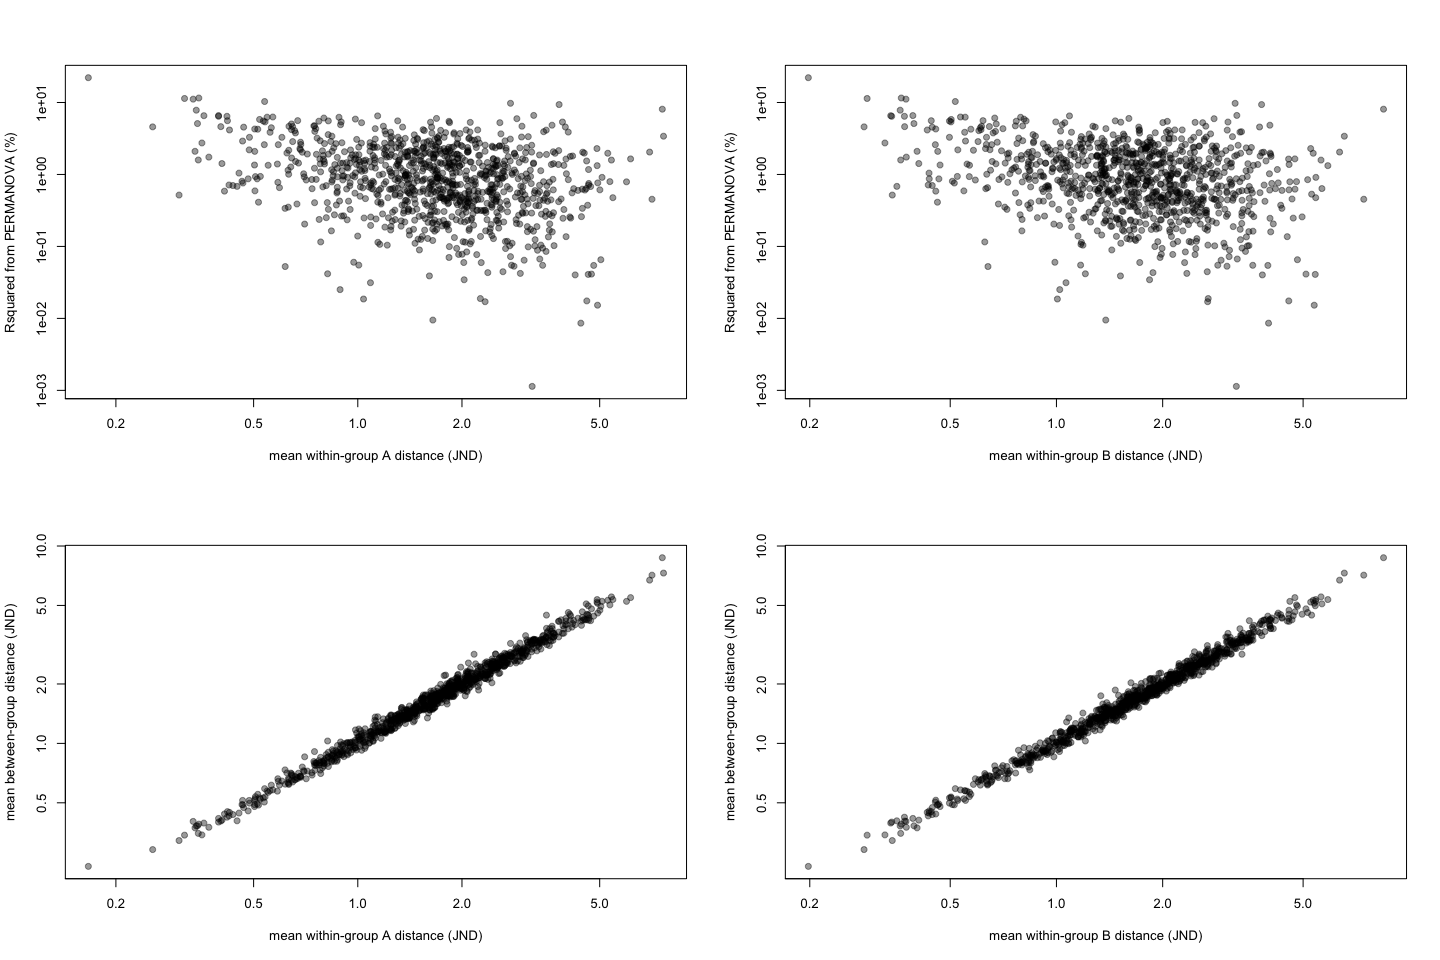 Rsquared from PERMANOVA (%)
1e+01
1e+00
1e-01
1e-02
1e-03
0.2 0.5 1.0 2.0 5.0
mean within-group A distance (JND)
Rsquared from PERMANOVA (%)
1e+01
1e+00
1e-01
1e-02
1e-03
0.2 0.5 1.0 2.0 5.0
mean within-group B distance (JND)
mean between-group distance (JND)
10.0
5.0
2.0
1.0
0.5
0.2 0.5 1.0 2.0 5.0
mean within-group A distance (JND)
mean between-group distance (JND)
10.0
5.0
2.0
1.0
0.5
0.2 0.5 1.0 2.0 5.0
mean within-group B distance (JND)